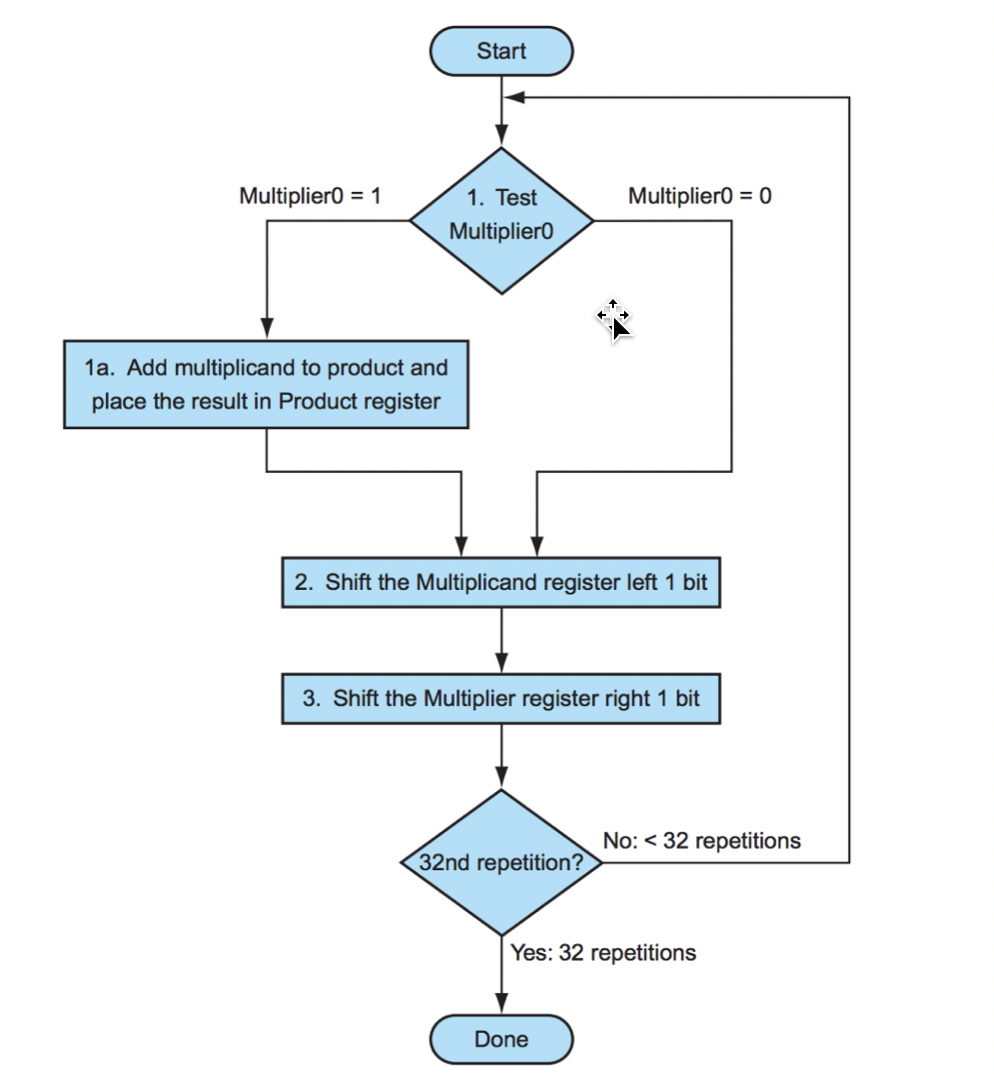 Start
Multiplier0 = 1
1. Test
Multiplier0
Multiplier0 = 0
1a. Add multiplicand to product and
place the result in Product register
2. Shift the Multiplicand register left 1 bit
3. Shift the Multiplier register right 1 bit
32nd repetition?
No: < 32 repetitions
Yes: 32 repetitions
Done